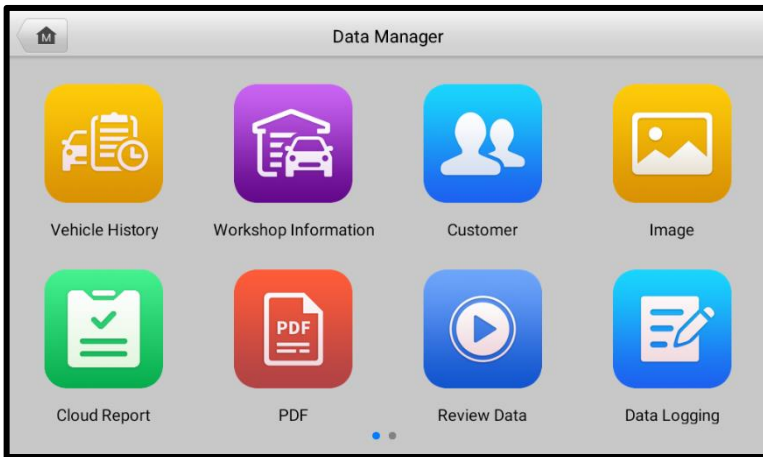 M
Data Manager
Vehicle History
Workshop Information
Customer
Image
PDF
Cloud Report
PDF
Review Data
Data Logging